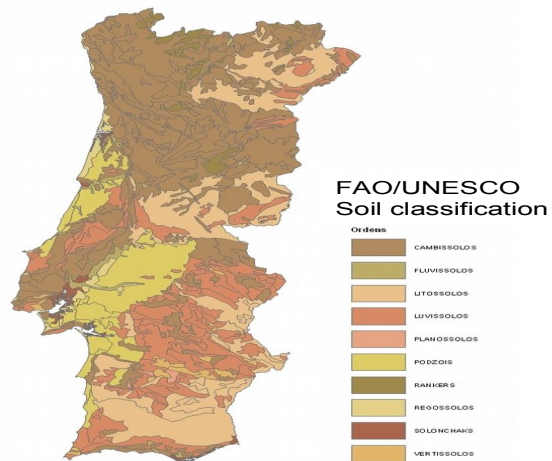 FAO/UNESCO
Soil classification
Ordens
CAMBISSOLOS
FLUVISSOLOS
LITOSSOLOS
LUVISSOLOS
PLANOSSOLOS
PODZOIS
RANKERS
REGOSSOLOS
SOLONCHAKS
VERTISSOLOS